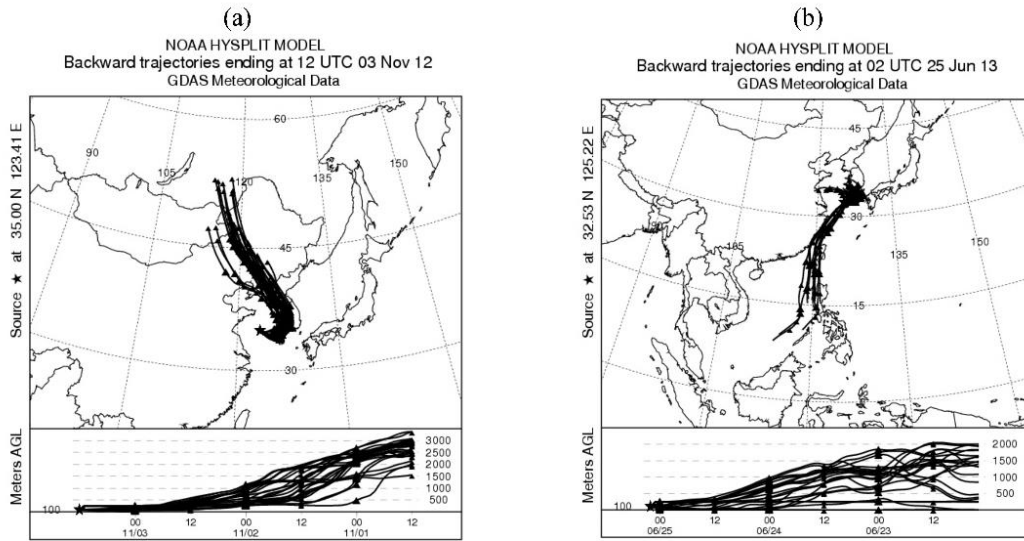 (a)
NOAA HYSPLIT MODEL
Backward trajectories ending at 12 UTC 03 Nov 12
GDAS Meteorological Data
Source ★ at 35.00 N 123.41 E
60
90
105
120
135
150
45
30
Meters AGL
100
3000
2500
2000
1500
1000
500
00 12 00 12 00 12
11/03 11/02 11/01
(b)
NOAA HYSPLIT MODEL
Backward trajectories ending at 02 UTC 25 Jun 13
GDAS Meteorological Data
Source ★ at 32.53 N 125.22 E
45
30
105
135
150
15
Meters AGL
100
2000
1500
1000
500
00 12 00 12 00 12
06/25 06/24 06/23